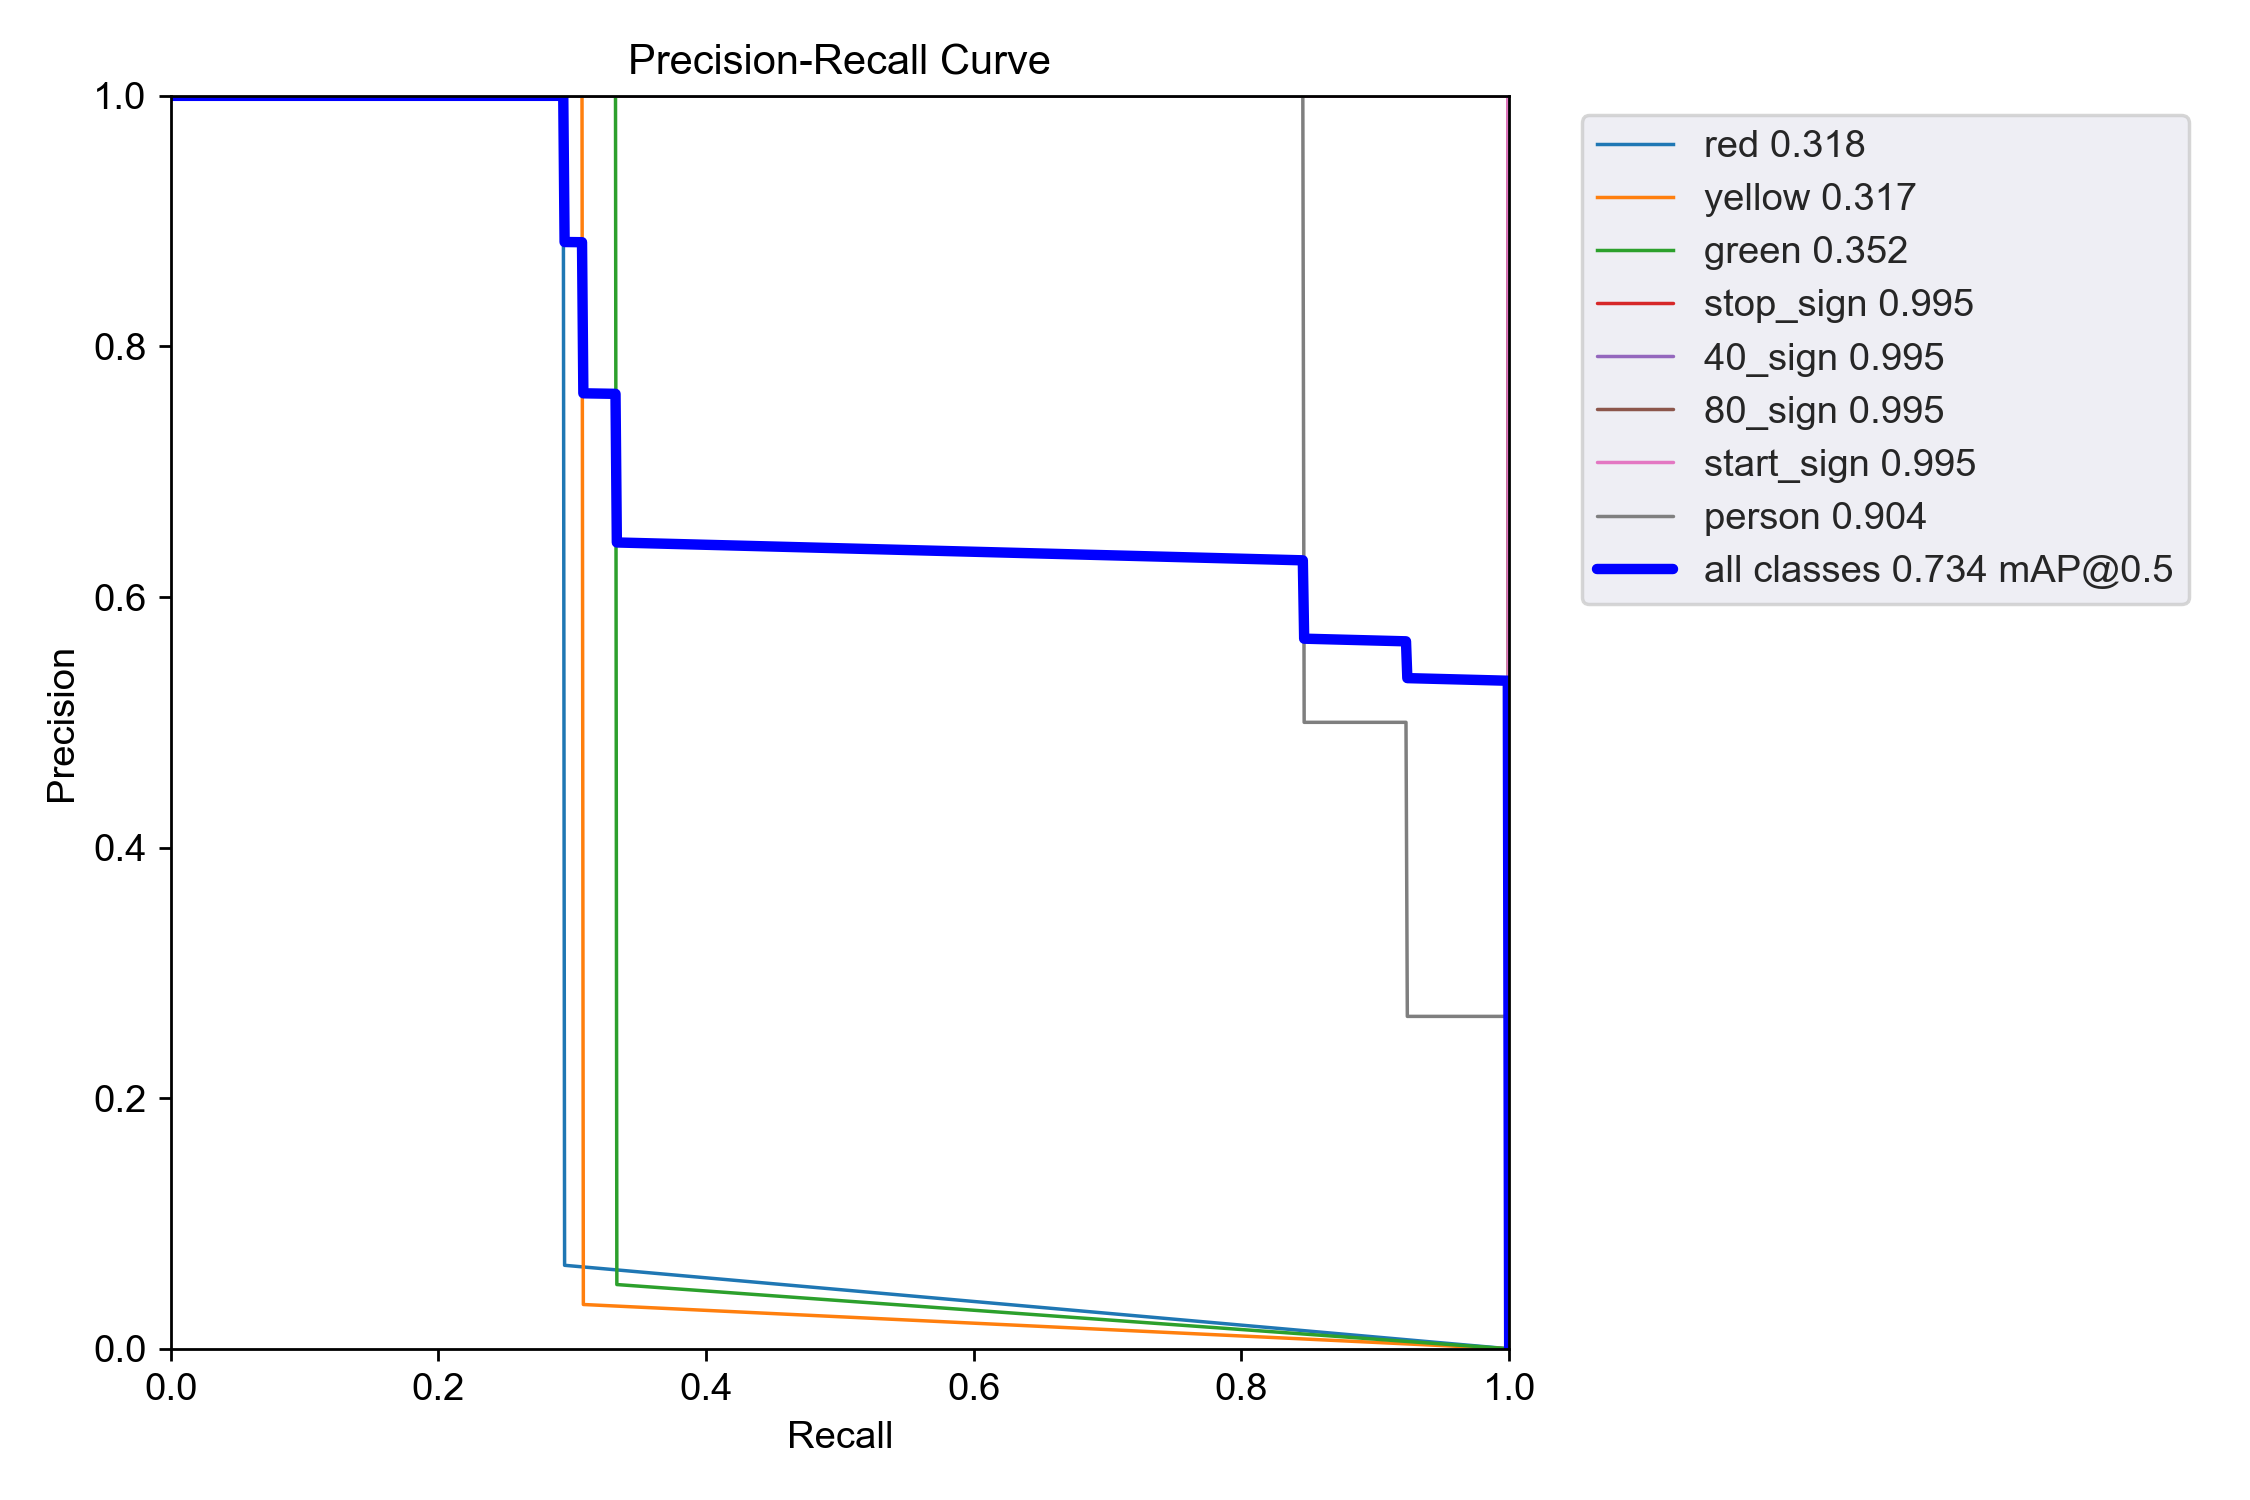 Precision-Recall Curve
1.0
0.8
0.6
0.4
0.2
0.0
Precision
0.0 0.2 0.4 0.6 0.8 1.0
Recall
red 0.318
yellow 0.317
green 0.352
stop_sign 0.995
40_sign 0.995
80_sign 0.995
start_sign 0.995
person 0.904
all classes 0.734 mAP@0.5